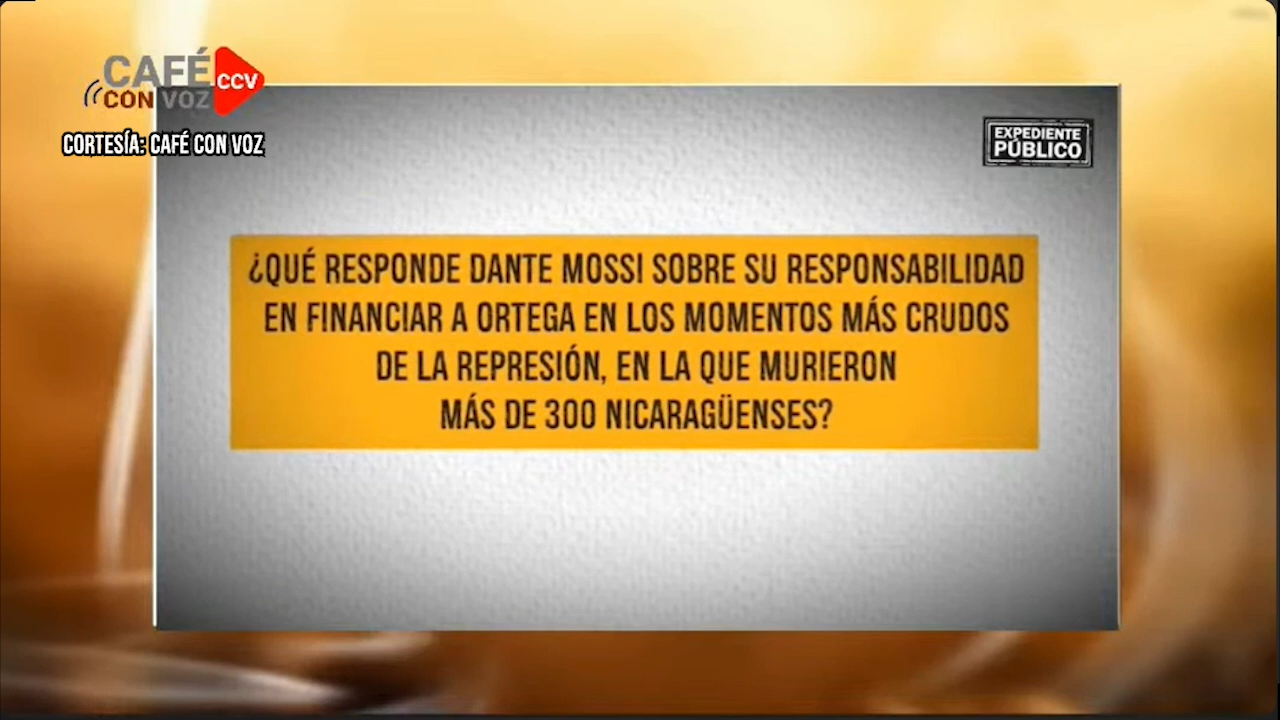 CAFÉ
CON VOZ
CCV
CORTESÍA: CAFÉ CON VOZ
EXPEDIENTE
PÚBLICO
¿QUÉ RESPONDE DANTE MOSSI SOBRE SU RESPONSABILIDAD
EN FINANCIAR A ORTEGA EN LOS MOMENTOS MÁS CRUDOS
DE LA REPRESIÓN, EN LA QUE MURIERON
MÁS DE 300 NICARAGÜENSES?